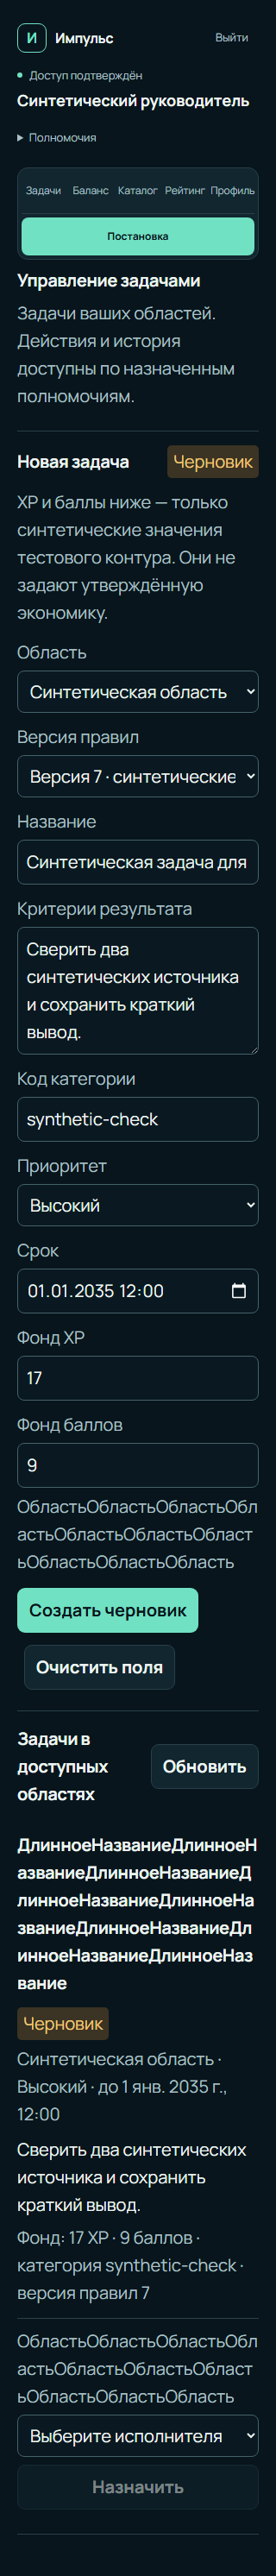 И Импульс Выйти
Доступ подтверждён
Синтетический руководитель
Полномочия
Задачи Баланс Каталог Рейтинг Профиль
Постановка
Управление задачами
Задачи ваших областей.
Действия и история
доступны по назначенным
полномочиям.
Новая задача Черновик
XP и баллы ниже — только
синтетические значения
тестового контура. Они не
задают утверждённую
экономику.
Область
Синтетическая область
Версия правил
Версия 7 · синтетические
Название
Синтетическая задача для
Критерии результата
Сверить два
синтетических источника
и сохранить краткий
вывод.
Код категории
synthetic-check
Приоритет
Высокий
Срок
01.01.2035 12:00
Фонд XP
17
Фонд баллов
9
ОбластьОбластьОбластьОбл
астьОбластьОбластьОбласт
ьОбластьОбластьОбласть
Создать черновик
Очистить поля
Задачи в
доступных
областях
Обновить
ДлинноеНазваниеДлинноеН
азваниеДлинноеНазваниеД
линноеНазваниеДлинноеНа
званиеДлинноеНазваниеДл
инноеНазваниеДлинноеНаз
вание
Черновик
Синтетическая область ·
Высокий · до 1 янв. 2035 г.,
12:00
Сверить два синтетических
источника и сохранить
краткий вывод.
Фонд: 17 XP · 9 баллов ·
категория synthetic-check ·
версия правил 7
ОбластьОбластьОбластьОбл
астьОбластьОбластьОбласт
ьОбластьОбластьОбласть
Выберите исполнителя
Назначить